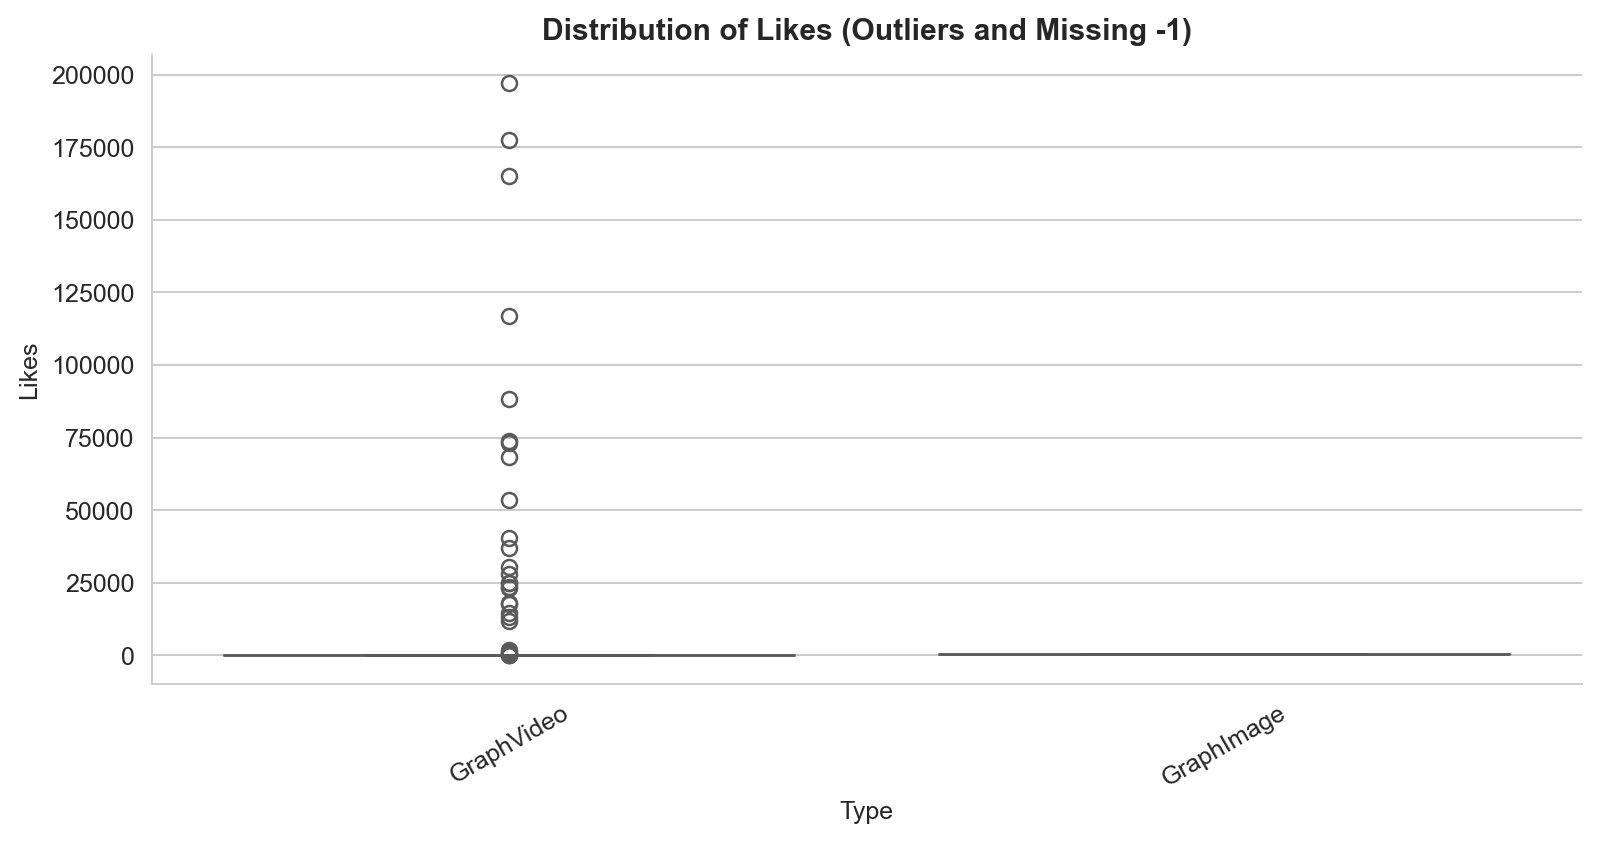 Distribution of Likes (Outliers and Missing -1)
200000
175000
150000
125000
100000
75000
50000
25000
0
Likes
GraphVideo
GraphImage
Type